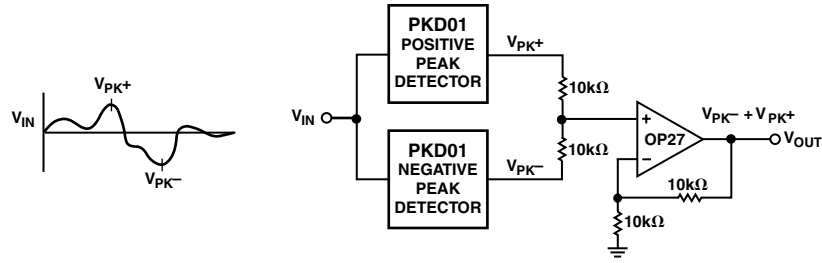 V_IN
V_PK+
V_PK–
V_IN
PKD01
POSITIVE
PEAK
DETECTOR
V_PK+
PKD01
NEGATIVE
PEAK
DETECTOR
V_PK–
10kΩ
10kΩ
+
OP27
–
V_PK– + V_PK+
V_OUT
10kΩ
10kΩ